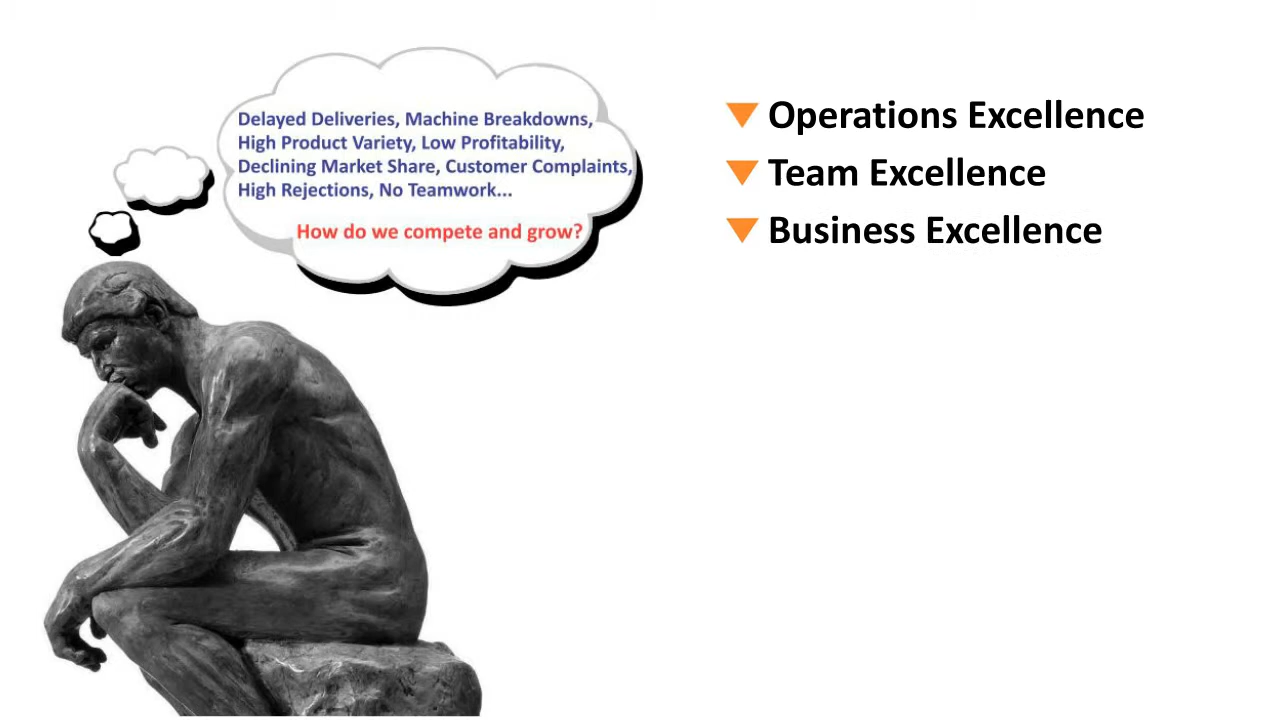 Delayed Deliveries, Machine Breakdowns,
High Product Variety, Low Profitability,
Declining Market Share, Customer Complaints,
High Rejections, No Teamwork...
How do we compete and grow?
Operations Excellence
Team Excellence
Business Excellence